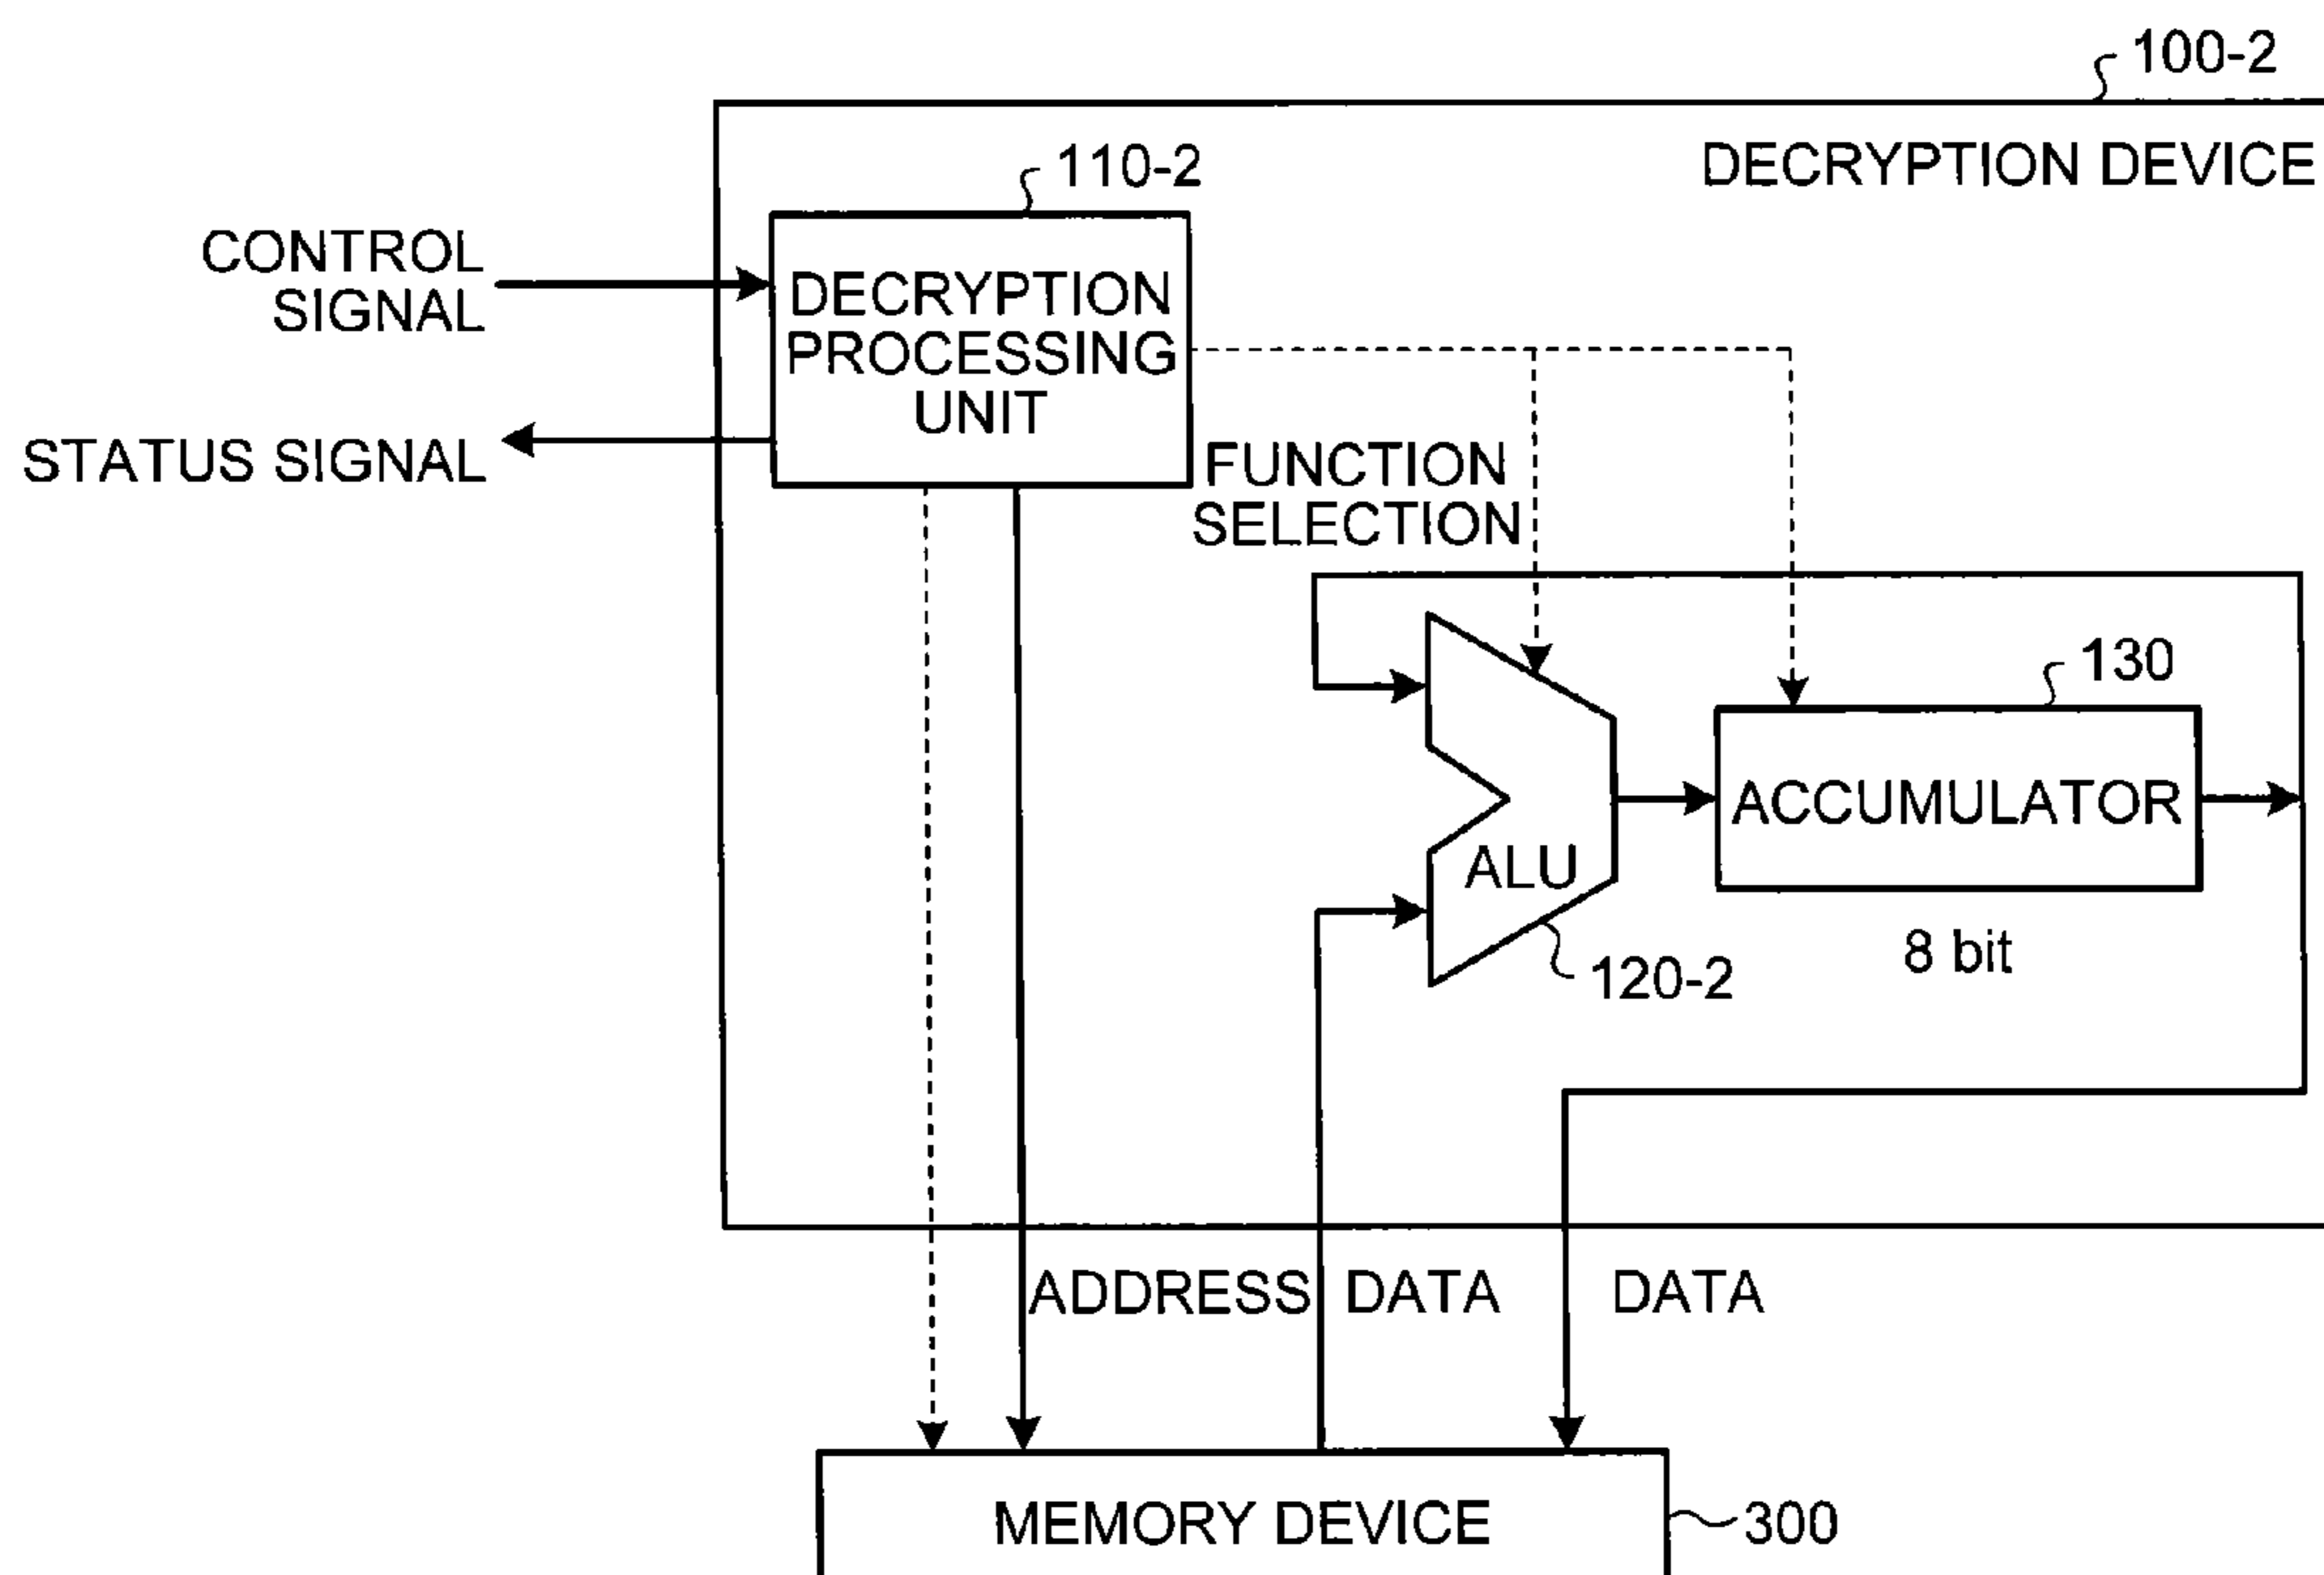 100-2
DECRYPTION DEVICE
110-2
CONTROL
SIGNAL
DECRYPTION
PROCESSING
UNIT
STATUS SIGNAL
FUNCTION
SELECTION
130
ACCUMULATOR
ALU
8 bit
120-2
ADDRESS
DATA
DATA
MEMORY DEVICE
300